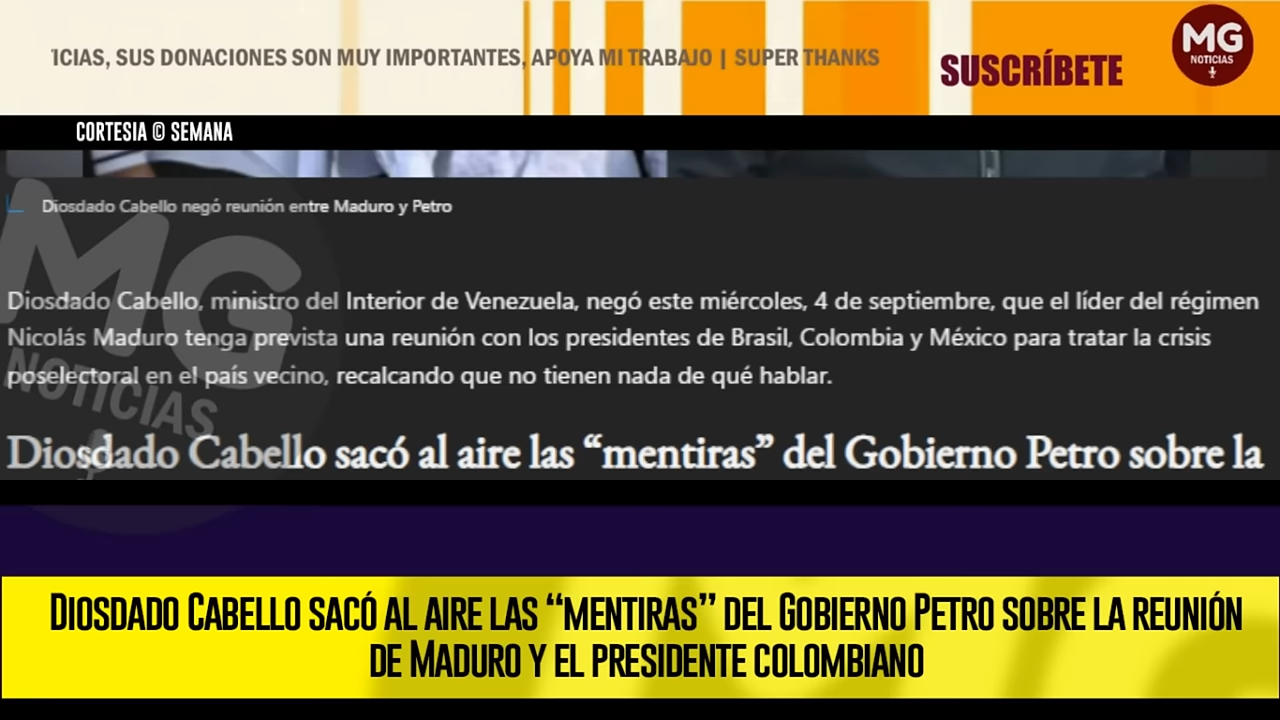 ICIAS, SUS DONACIONES SON MUY IMPORTANTES, APOYA MI TRABAJO | SUPER THANKS
SUSCRÍBETE
MG
NOTICIAS
CORTESIA © SEMANA
Diosdado Cabello negó reunión entre Maduro y Petro
MG
NOTICIAS
Diosdado Cabello, ministro del Interior de Venezuela, negó este miércoles, 4 de septiembre, que el líder del régimen
Nicolás Maduro tenga prevista una reunión con los presidentes de Brasil, Colombia y México para tratar la crisis
poselectoral en el país vecino, recalcando que no tienen nada de qué hablar.
Diosdado Cabello sacó al aire las “mentiras” del Gobierno Petro sobre la
DIOSDADO CABELLO SACÓ AL AIRE LAS “MENTIRAS” DEL GOBIERNO PETRO SOBRE LA REUNIÓN
DE MADURO Y EL PRESIDENTE COLOMBIANO